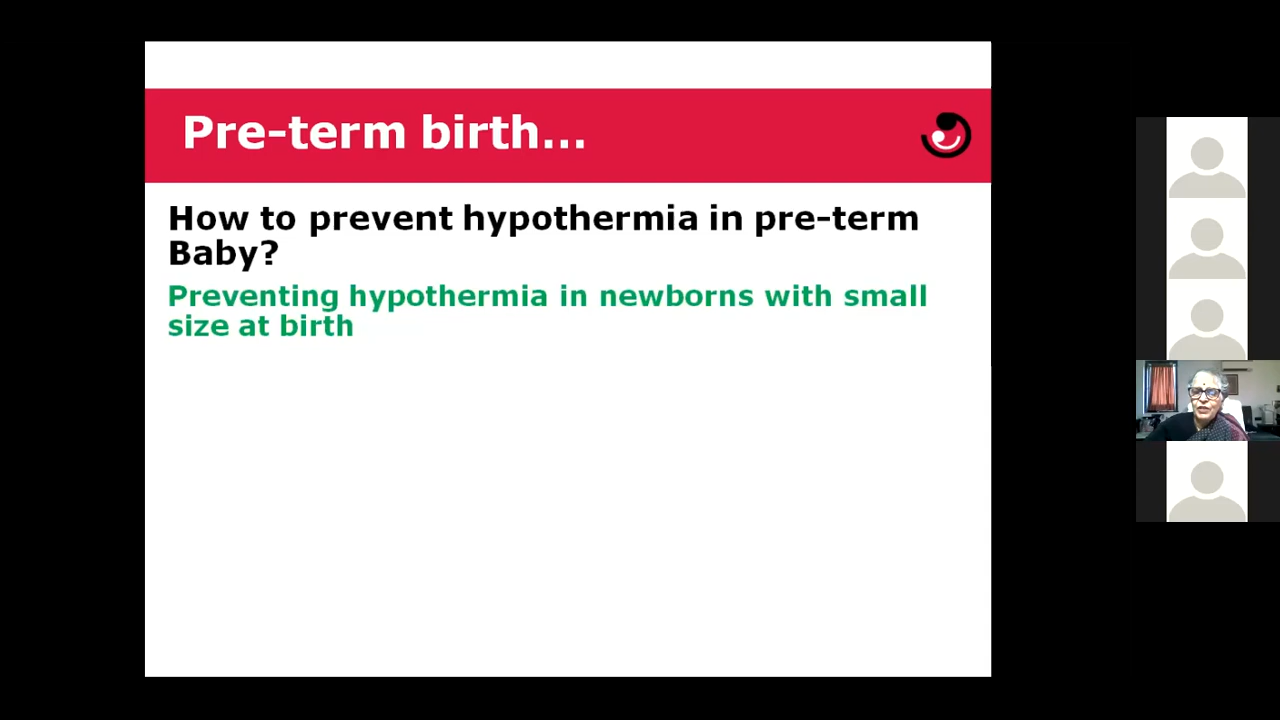 Pre-term birth...
How to prevent hypothermia in pre-term
Baby?
Preventing hypothermia in newborns with small
size at birth